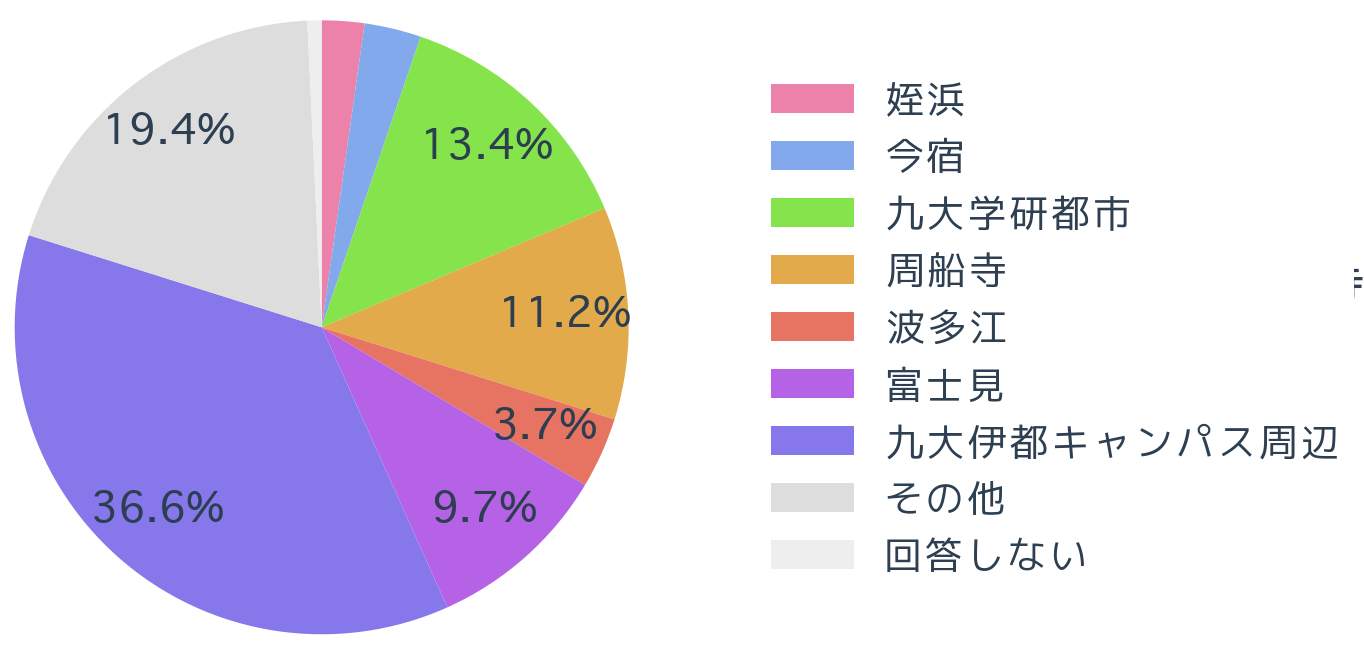 19.4%
13.4%
11.2%
3.7%
9.7%
36.6%
姪浜
今宿
九大学研都市
周船寺
波多江
富士見
九大伊都キャンパス周辺
その他
回答しない